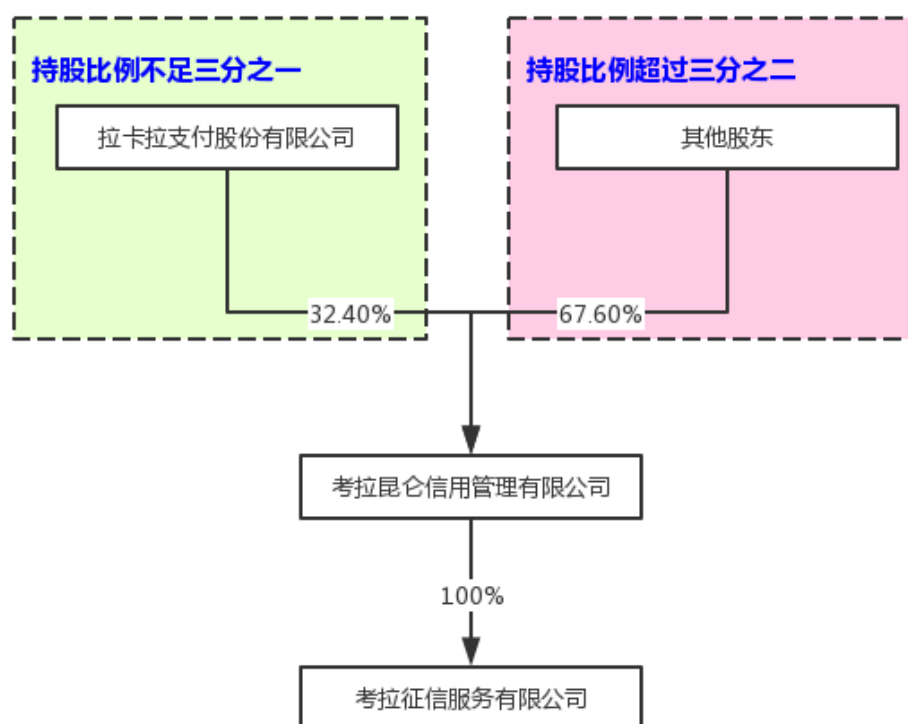 持股比例不足三分之一
持股比例超过三分之二
拉卡拉支付股份有限公司
其他股东
32.40%
67.60%
考拉昆仑信用管理有限公司
100%
考拉征信服务有限公司